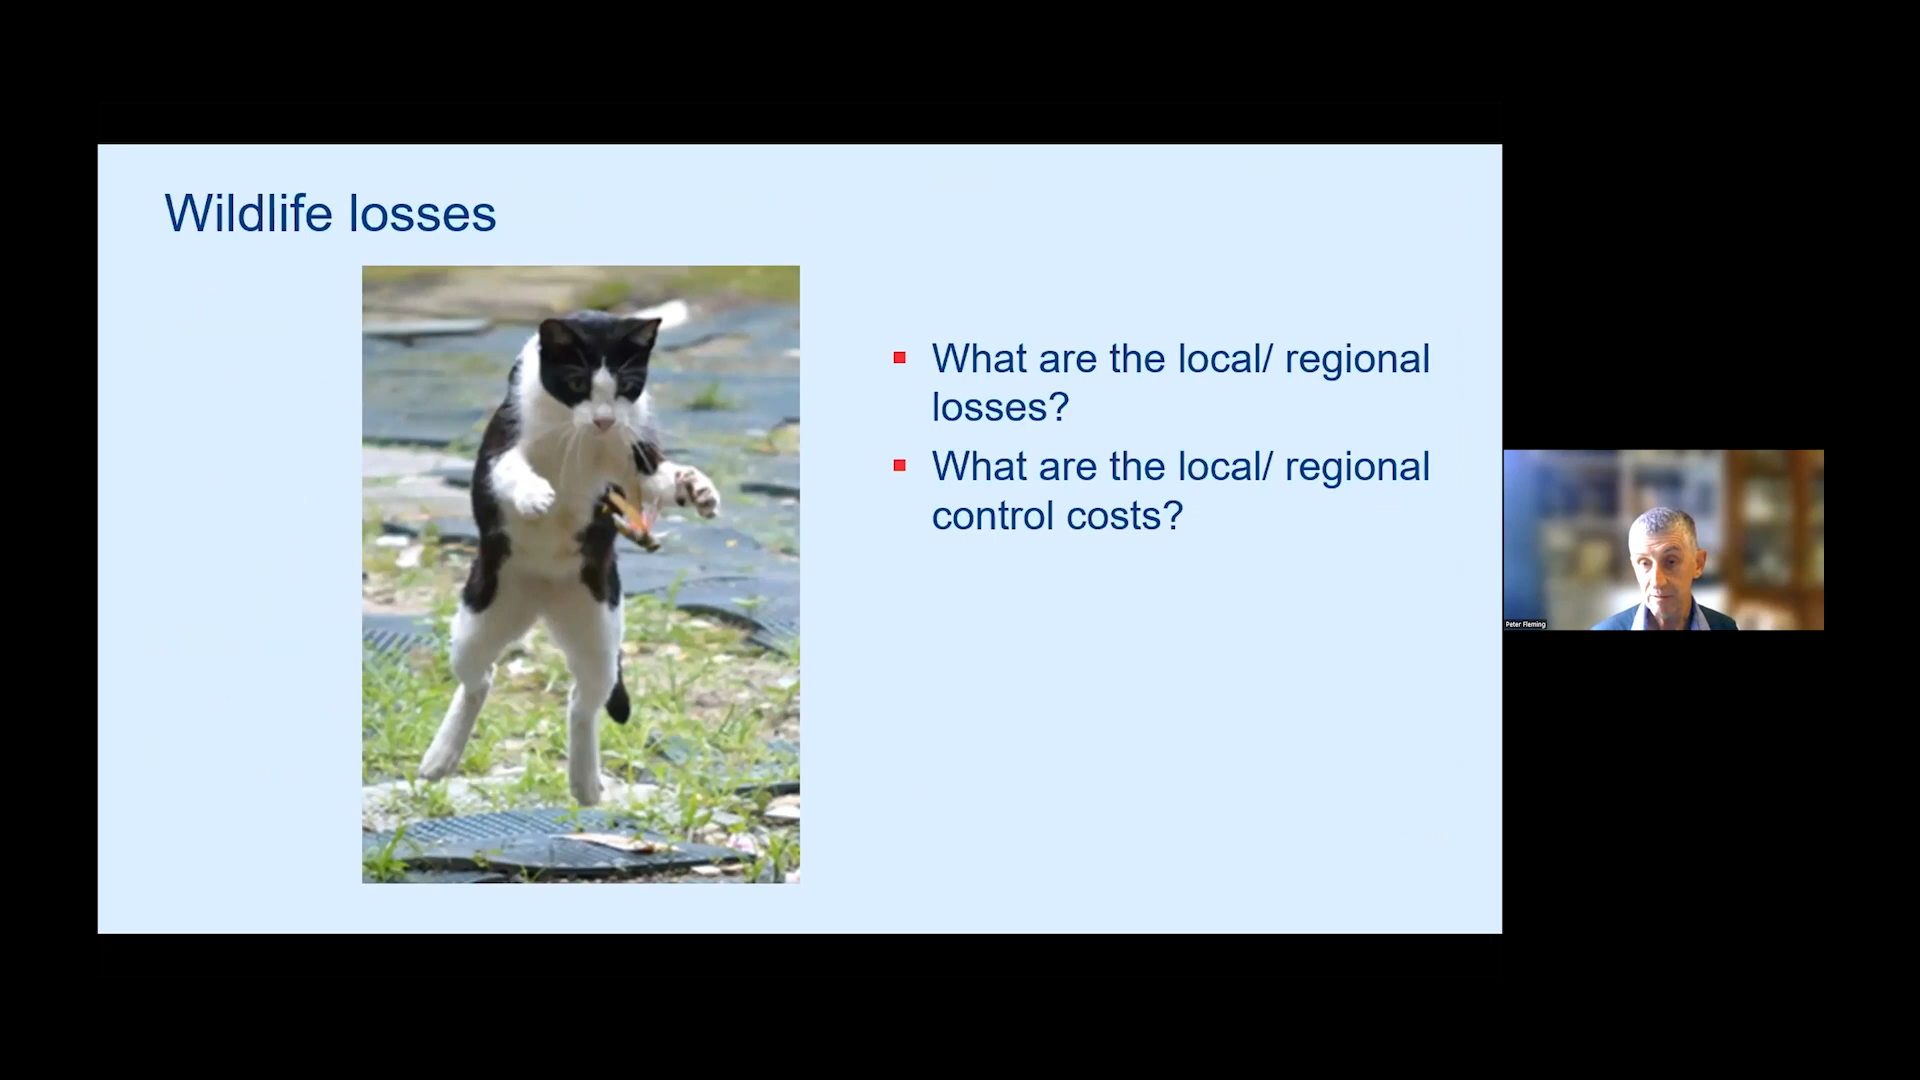 Wildlife losses
What are the local/ regional
losses?
What are the local/ regional
control costs?
Peter Fleming